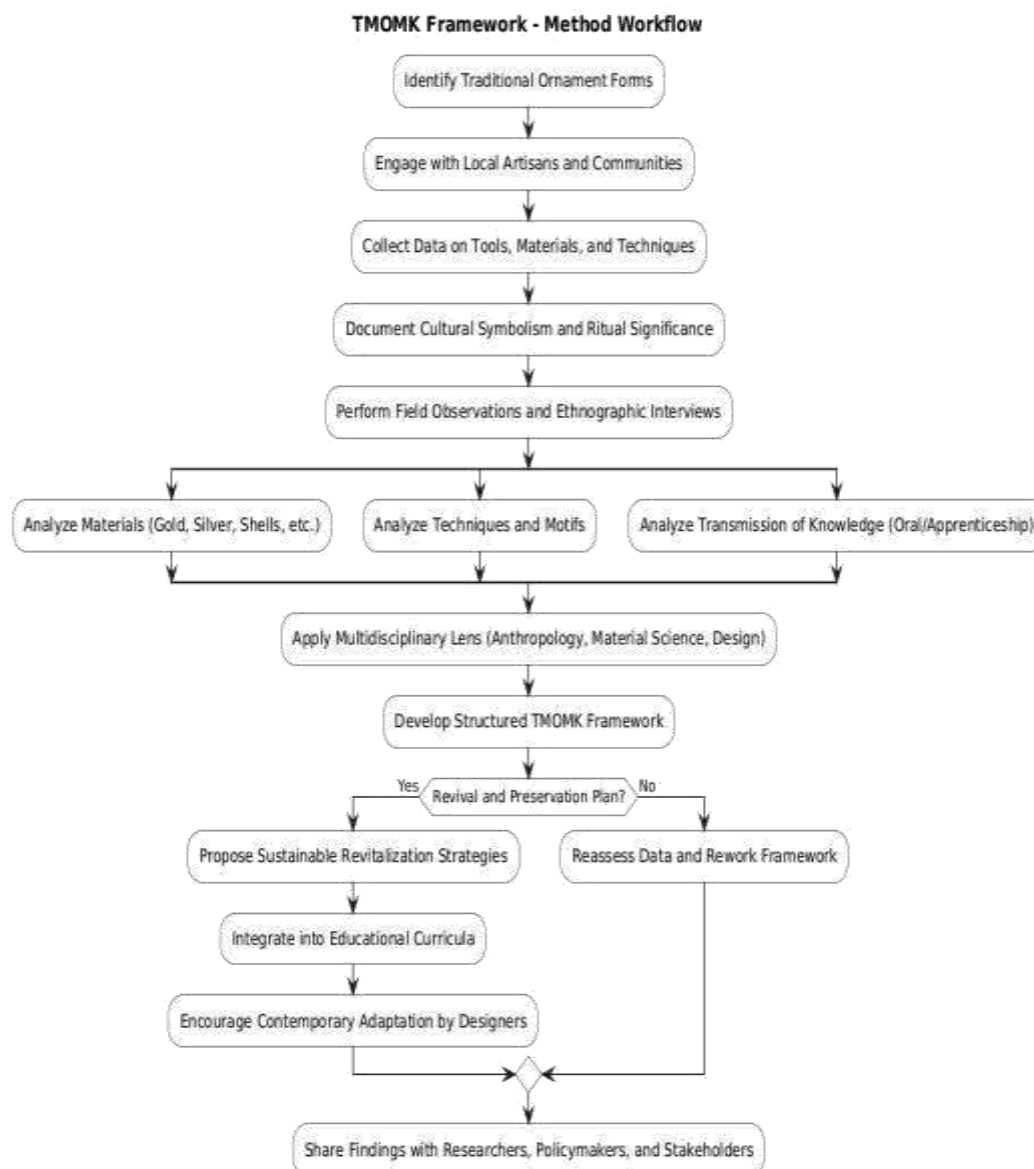 TMOMK Framework - Method Workflow
Identify Traditional Ornament Forms
Engage with Local Artisans and Communities
Collect Data on Tools, Materials, and Techniques
Document Cultural Symbolism and Ritual Significance
Perform Field Observations and Ethnographic Interviews
Analyze Materials (Gold, Silver, Shells, etc.)
Analyze Techniques and Motifs
Analyze Transmission of Knowledge (Oral/Apprenticeship)
Apply Multidisciplinary Lens (Anthropology, Material Science, Design)
Develop Structured TMOMK Framework
Yes
Revival and Preservation Plan?
No
Propose Sustainable Revitalization Strategies
Reassess Data and Rework Framework
Integrate into Educational Curricula
Encourage Contemporary Adaptation by Designers
Share Findings with Researchers, Policymakers, and Stakeholders